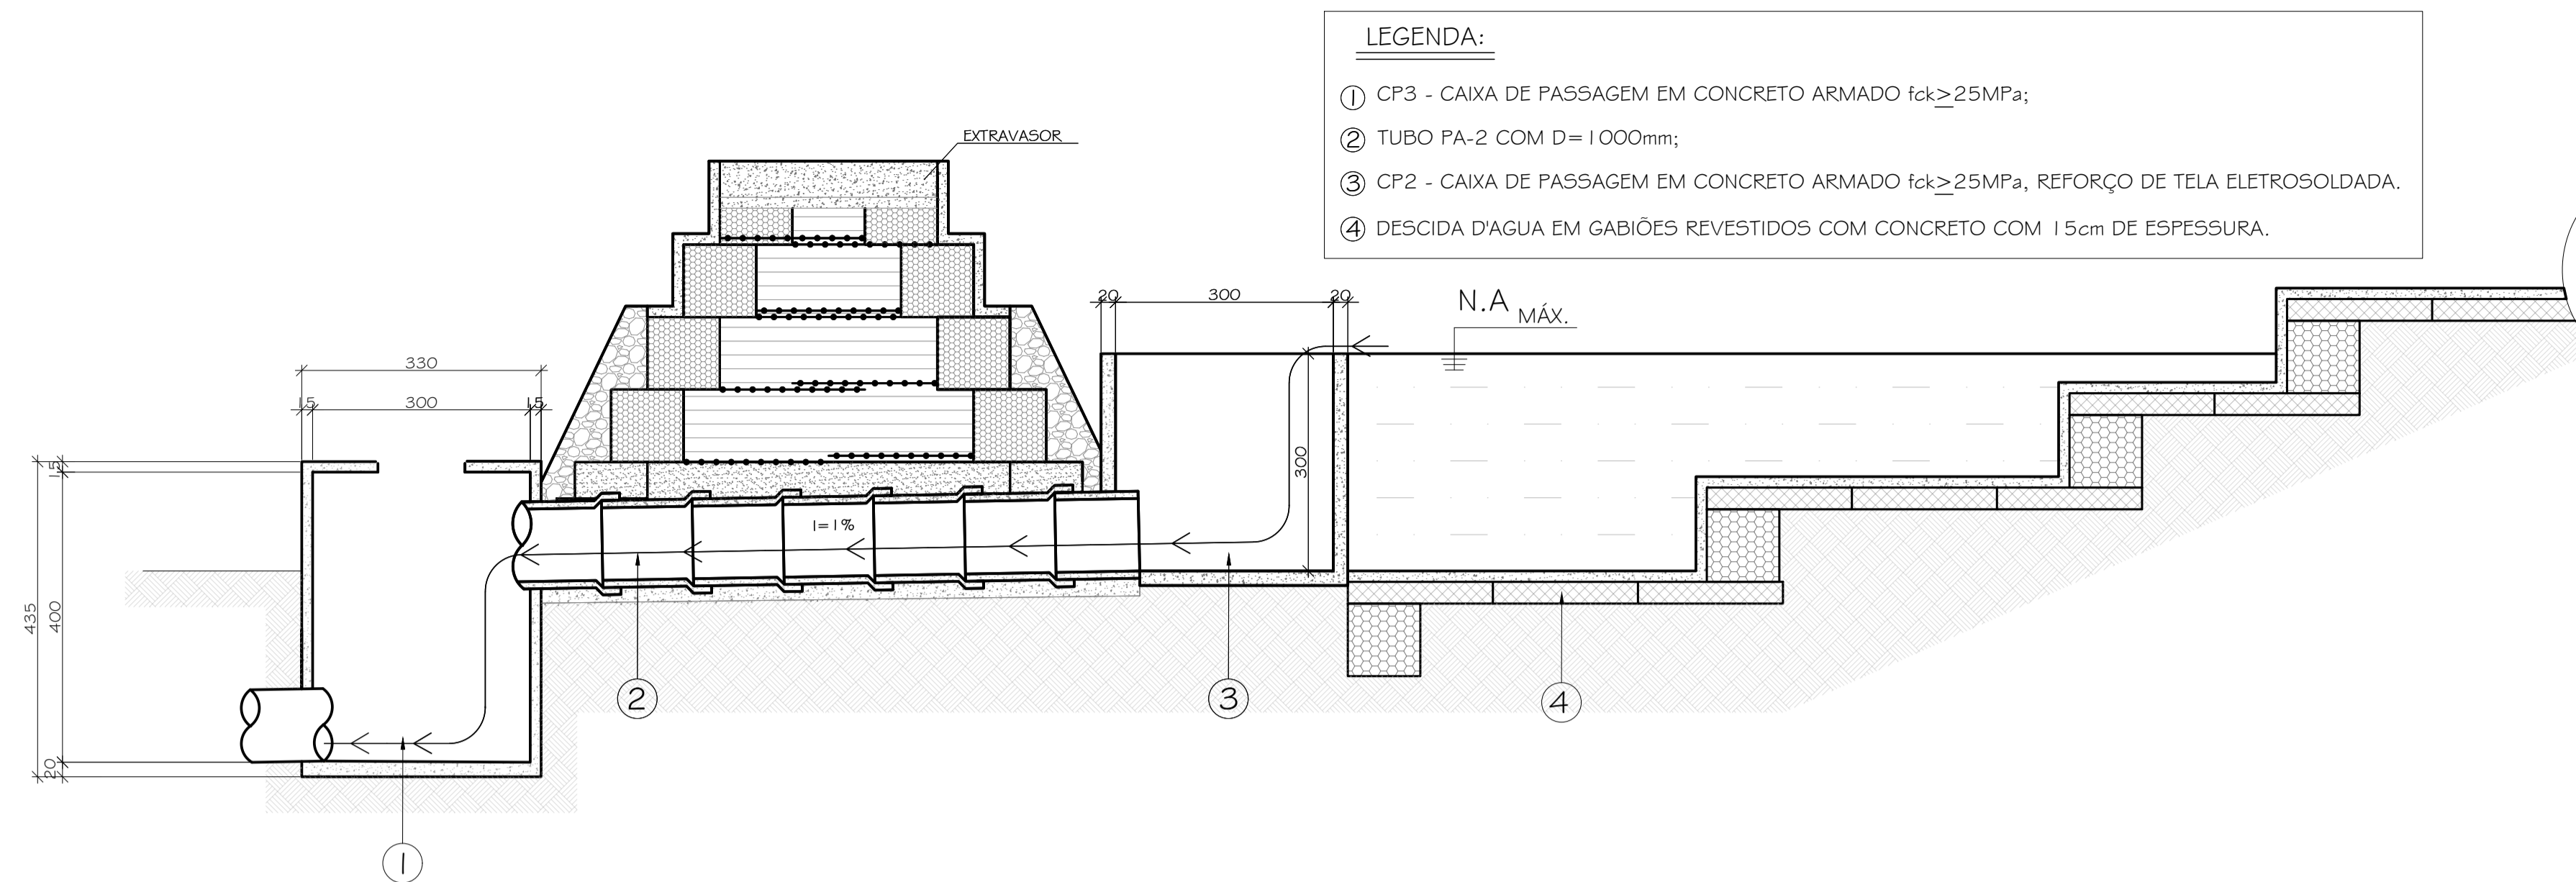 LEGENDA:
① CP3 - CAIXA DE PASSAGEM EM CONCRETO ARMADO fck≥25MPa;
② TUBO PA-2 COM D=1000mm;
③ CP2 - CAIXA DE PASSAGEM EM CONCRETO ARMADO fck≥25MPa, REFORÇO DE TELA ELETROSOLDADA.
④ DESCIDA D'AGUA EM GABIÕES REVESTIDOS COM CONCRETO COM 15cm DE ESPESSURA.
EXTRAVASOR
20 300 20
N.A MÁX.
330
15 300 15
300
15
435
400
20
I=1%
2
3
4
1